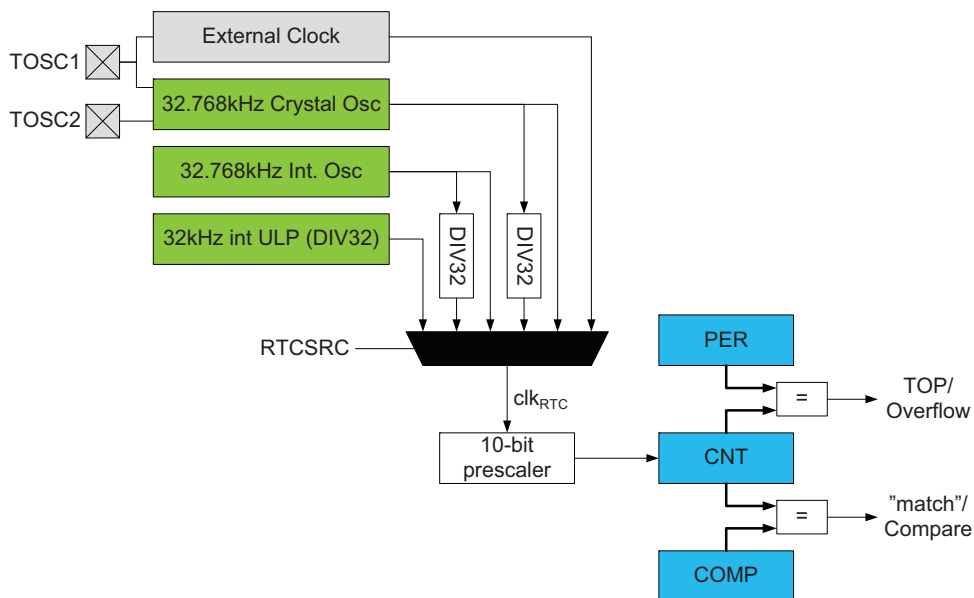 External Clock
TOSC1
32.768kHz Crystal Osc
TOSC2
32.768kHz Int. Osc
32kHz int ULP (DIV32)
DIV32
DIV32
RTCSRC
PER
clkRTC
=
TOP/
Overflow
10-bit
prescaler
CNT
=
”match”/
Compare
COMP